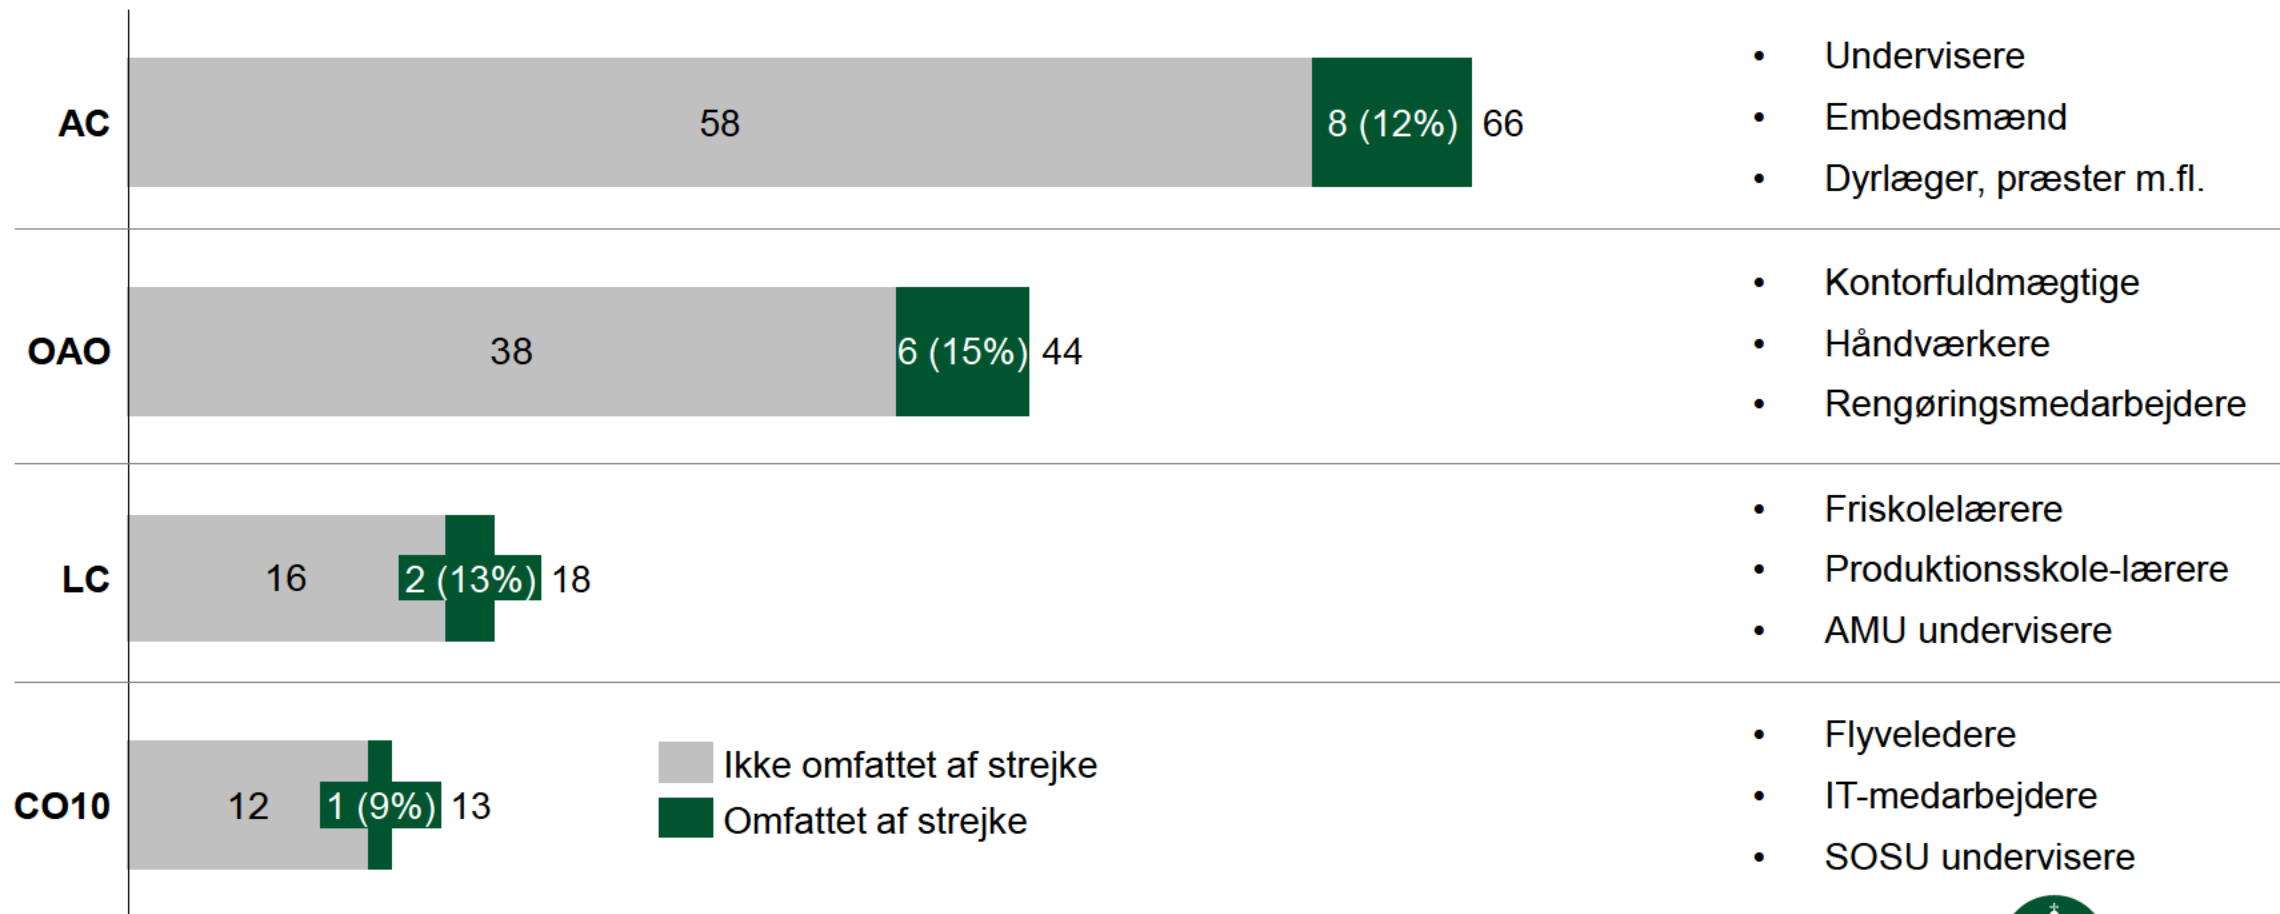 AC
58
8 (12%)
66
• Undervisere
• Embedsmænd
• Dyrlæger, præster m.fl.
OAO
38
6 (15%)
44
• Kontorfuldmægtige
• Håndværkere
• Rengøringsmedarbejdere
LC
16
2 (13%)
18
• Friskolelærere
• Produktionsskole-lærere
• AMU undervisere
CO10
12
1 (9%)
13
Ikke omfattet af strejke
Omfattet af strejke
• Flyveledere
• IT-medarbejdere
• SOSU undervisere